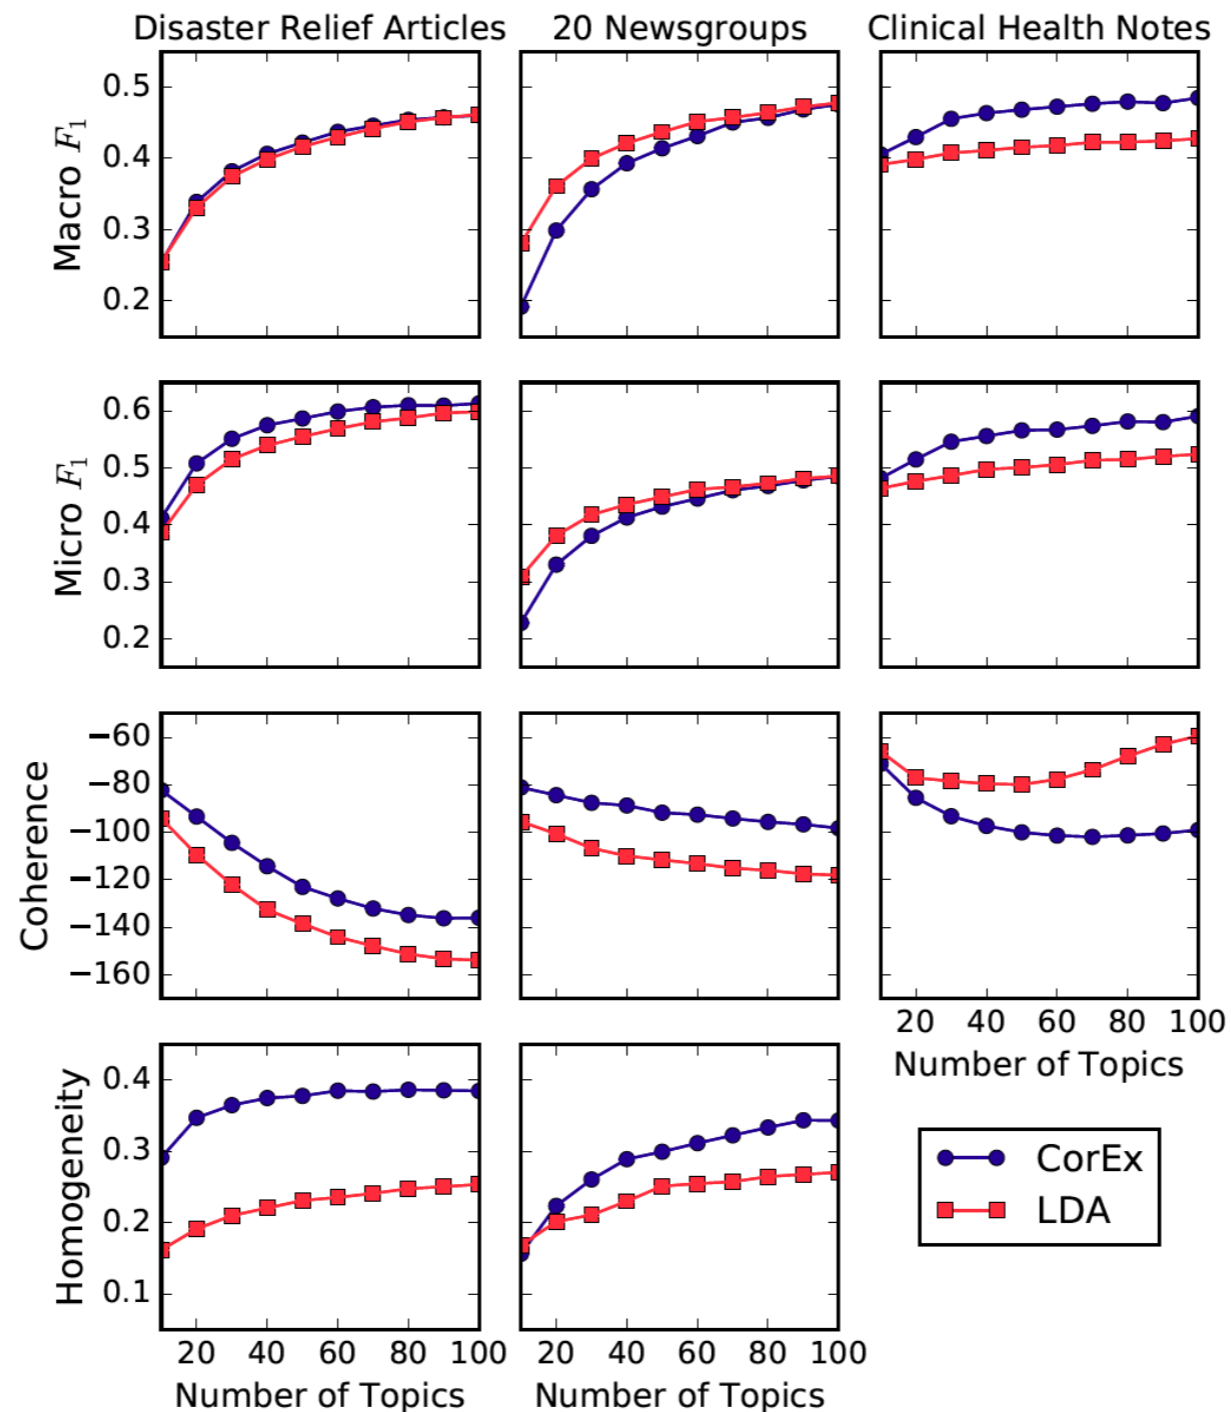 Disaster Relief Articles 20 Newsgroups Clinical Health Notes
Macro F₁
0.5
0.4
0.3
0.2
Micro F₁
0.6
0.5
0.4
0.3
0.2
Coherence
−60
−80
−100
−120
−140
−160
20 40 60 80 100
Number of Topics
Homogeneity
0.4
0.3
0.2
0.1
CorEx
LDA
20 40 60 80 100 20 40 60 80 100
Number of Topics Number of Topics